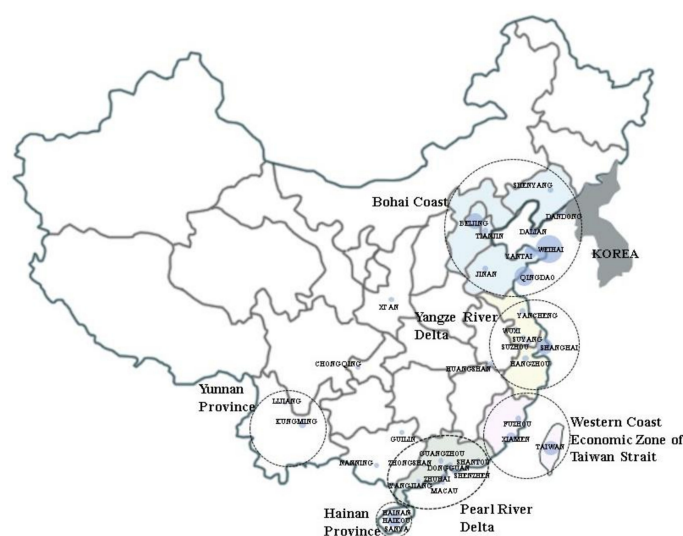 SHENYANG
Bohai Coast
DANDONG
BEIJING
TIANJIN
DALIAN
WEIHAI
YANTAI
KOREA
JINAN
QINGDAO
XI'AN
Yangze River
Delta
YANCHENG
WUXI
SUYANG
SUZHOU
SHANGHAI
HANGZHOU
HUANGSHAN
CHONGQING
Yunnan
Province
LIJIANG
KUNGMING
FUZHOU
XIAMEN
TAIWAN
Western Coast
Economic Zone of
Taiwan Strait
GUILIN
NANNING
GUANGZHOU
ZHONGSHAN
SHANTOU
DONGGUAN
SHENZHEN
ZHUHAI
YANGJIANG
MACAU
Pearl River
Delta
Hainan
Province
HAINAN
HAIKOU
SANYA